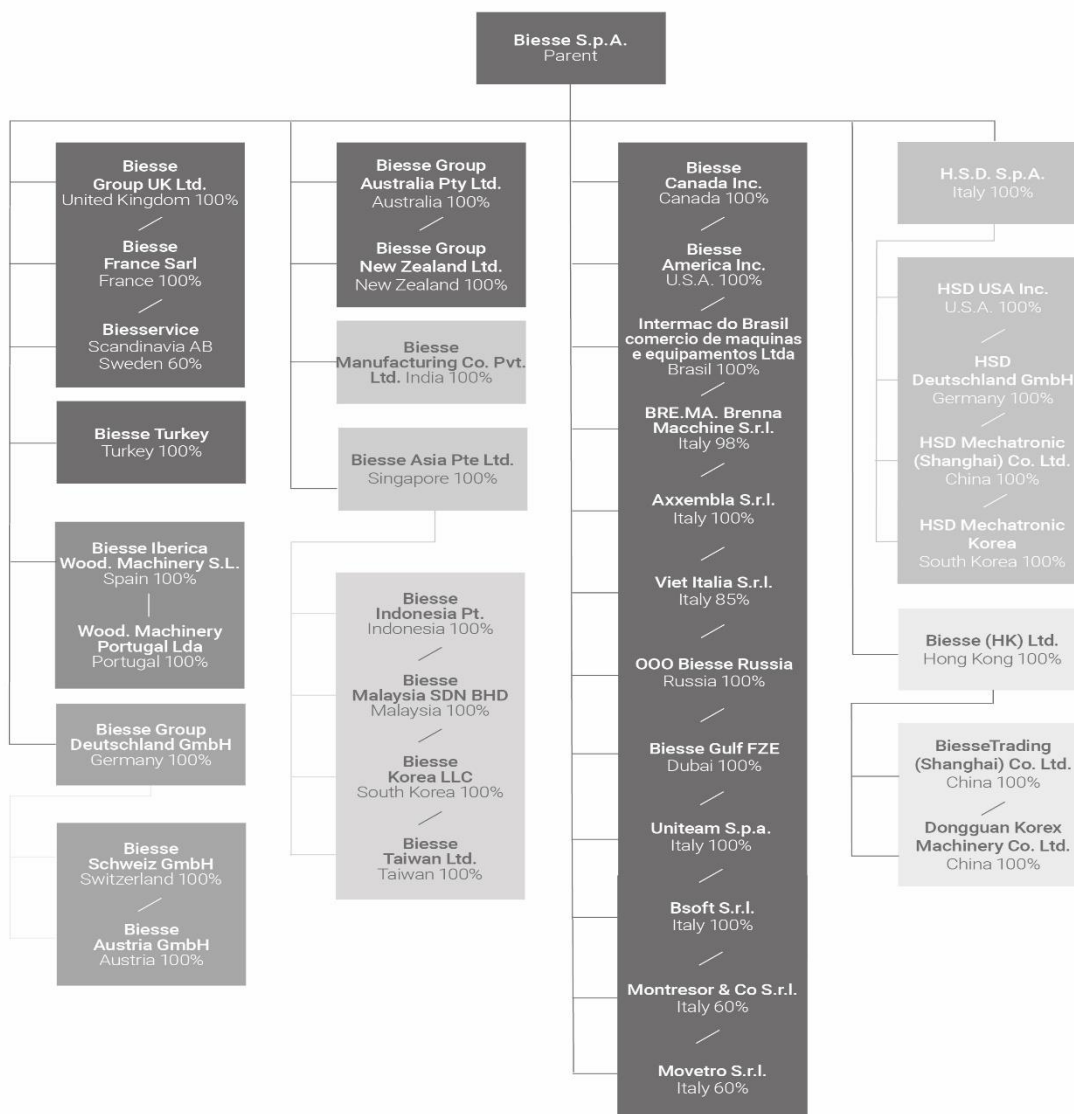 Biesse S.p.A.
Parent
Biesse
Group UK Ltd.
United Kingdom 100%
Biesse
France Sarl
France 100%
Biesservice
Scandinavia AB
Sweden 60%
Biesse Turkey
Turkey 100%
Biesse Iberica
Wood. Machinery S.L.
Spain 100%
Wood. Machinery
Portugal Lda
Portugal 100%
Biesse Group
Deutschland GmbH
Germany 100%
Biesse
Schweiz GmbH
Switzerland 100%
Biesse
Austria GmbH
Austria 100%
Biesse Group
Australia Pty Ltd.
Australia 100%
Biesse Group
New Zealand Ltd.
New Zealand 100%
Biesse
Manufacturing Co. Pvt.
Ltd. India 100%
Biesse Asia Pte Ltd.
Singapore 100%
Biesse
Indonesia Pt.
Indonesia 100%
Biesse
Malaysia SDN BHD
Malaysia 100%
Biesse
Korea LLC
South Korea 100%
Biesse
Taiwan Ltd.
Taiwan 100%
Biesse
Canada Inc.
Canada 100%
Biesse
America Inc.
U.S.A. 100%
Intermac do Brasil
comercio de maquinas
e equipamentos Ltda
Brasil 100%
BRE.MA. Brenna
Macchine S.r.l.
Italy 98%
Axxembla S.r.l.
Italy 100%
Viet Italia S.r.l.
Italy 85%
OOO Biesse Russia
Russia 100%
Biesse Gulf FZE
Dubai 100%
Uniteam S.p.a.
Italy 100%
Bsoft S.r.l.
Italy 100%
Montresor & Co S.r.l.
Italy 60%
Movetro S.r.l.
Italy 60%
H.S.D. S.p.A.
Italy 100%
HSD USA Inc.
U.S.A. 100%
HSD
Deutschland GmbH
Germany 100%
HSD Mechatronic
(Shanghai) Co. Ltd.
China 100%
HSD Mechatronic
Korea
South Korea 100%
Biesse (HK) Ltd.
Hong Kong 100%
BiesseTrading
(Shanghai) Co. Ltd.
China 100%
Dongguan Korex
Machinery Co. Ltd.
China 100%